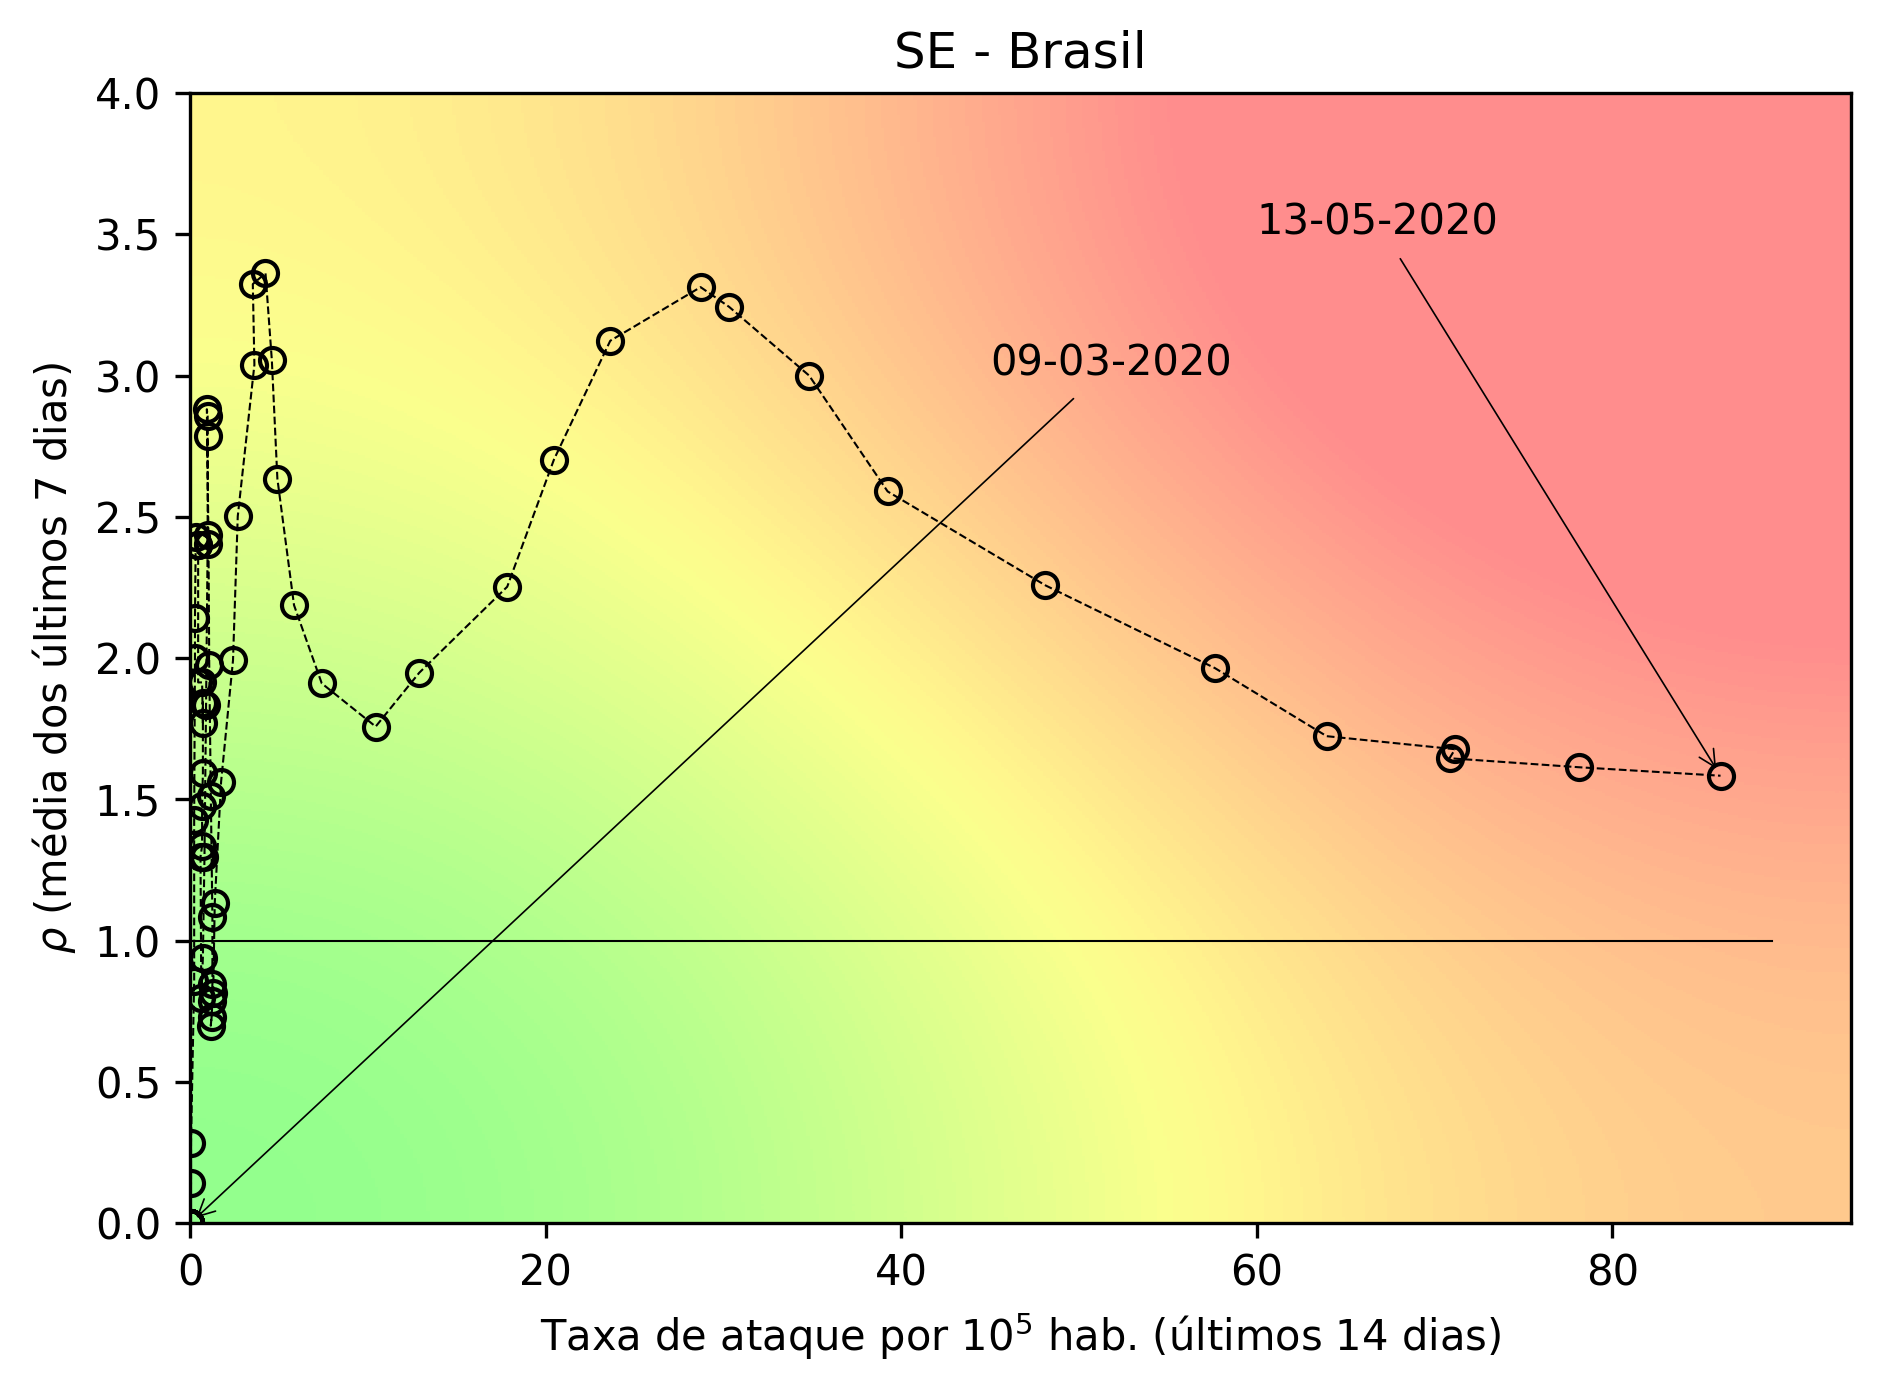 SE - Brasil
4.0
3.5
3.0
2.5
2.0
1.5
1.0
0.5
0.0
ρ (média dos últimos 7 dias)
13-05-2020
09-03-2020
0 20 40 60 80
Taxa de ataque por 10⁵ hab. (últimos 14 dias)